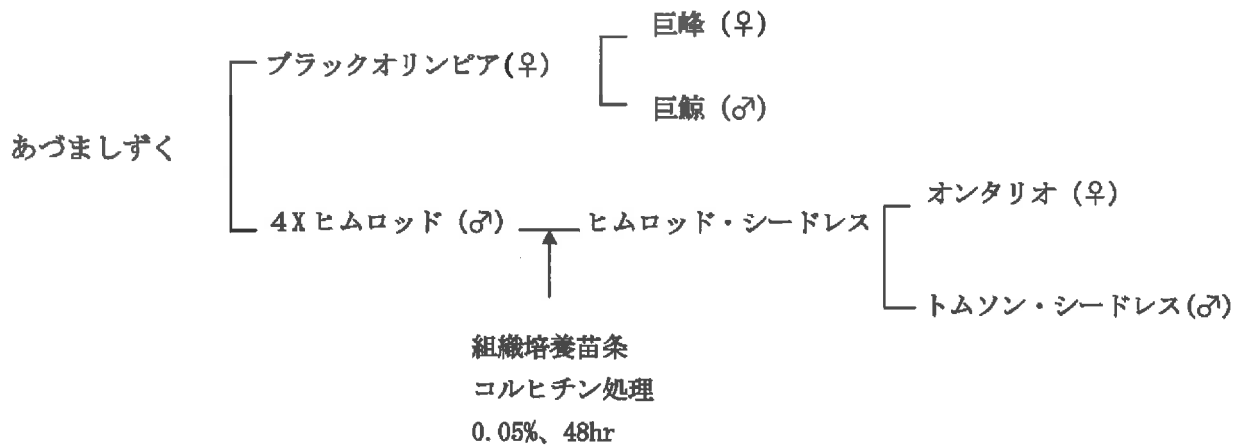 巨峰(♀)
ブラックオリンピア(♀)
巨鯨(♂)
あづましずく
オンタリオ(♀)
4Xヒムロッド(♂)
ヒムロッド・シードレス
トムソン・シードレス(♂)
組織培養苗条
コルヒチン処理
0.05%、48hr